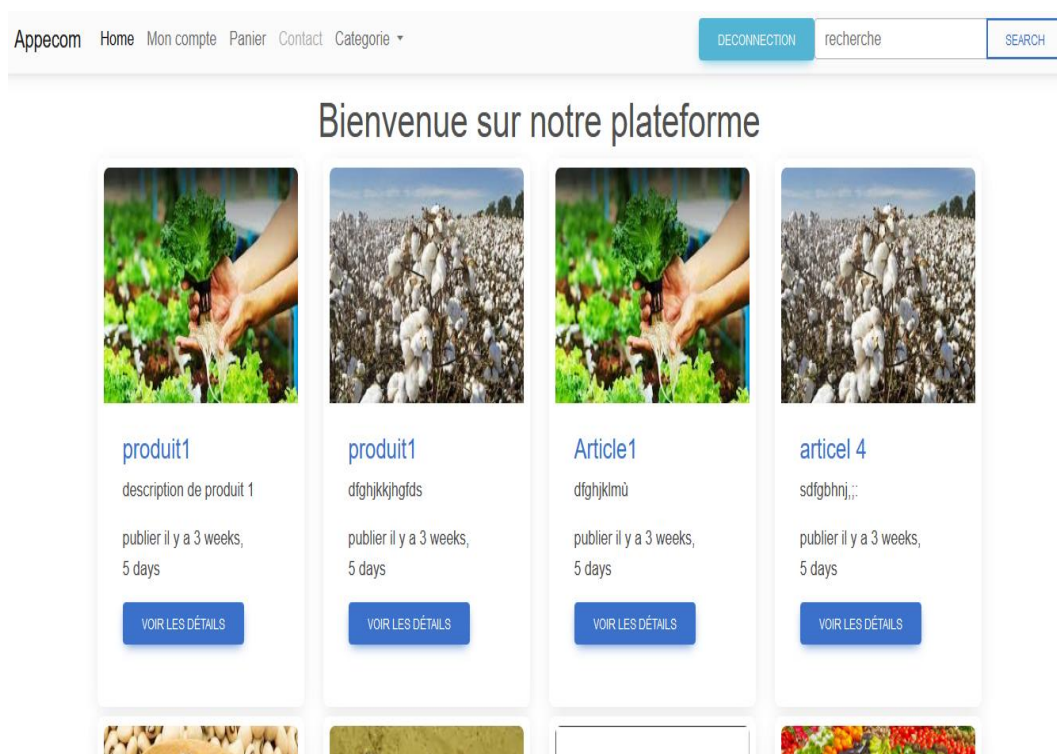 Appecom Home Mon compte Panier Contact Categorie DECONNECTION recherche SEARCH
Bienvenue sur notre plateforme
produit1
description de produit 1
publier il y a 3 weeks,
5 days
VOIR LES DÉTAILS
produit1
dfghjkkjhgfds
publier il y a 3 weeks,
5 days
VOIR LES DÉTAILS
Article1
dfghjklmù
publier il y a 3 weeks,
5 days
VOIR LES DÉTAILS
articel 4
sdfgbhnj,;:
publier il y a 3 weeks,
5 days
VOIR LES DÉTAILS